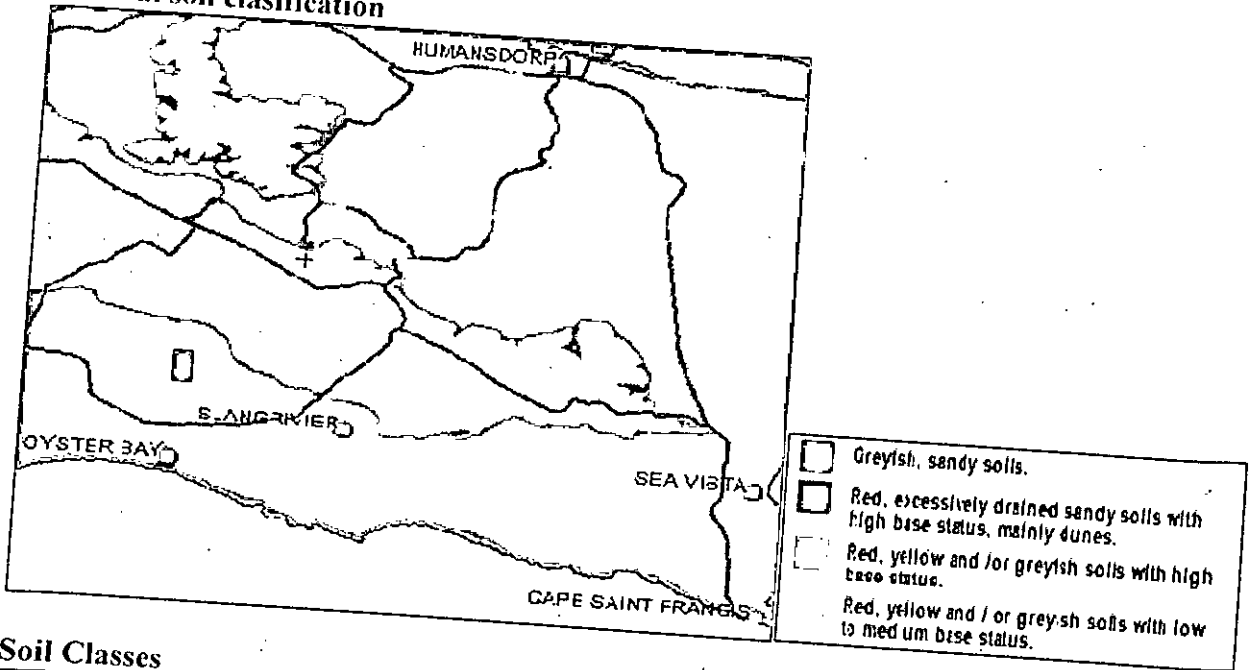 soil clasification
HUMANSDORP
SLANGRIVIER
OYSTER BAY
SEA VISTA
CAPE SAINT FRANCIS
Greyish, sandy soils.
Red, excessively drained sandy soils with
high base status, mainly dunes.
Red, yellow and /or greyish soils with high
base status.
Red, yellow and / or greyish soils with low
to medium base status.
Soil Classes